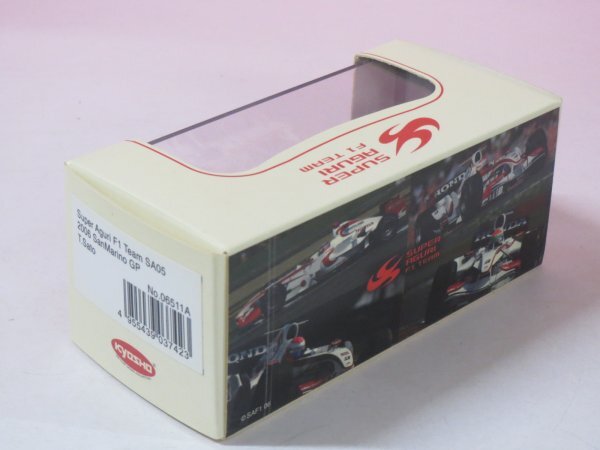 SUPER
AGURI
F1 TEAM
Super Aguri F1 Team SA05
2006 SanMarino GP
T.Sato
No.06511A
4 955439 037423
KYOSHO
SUPER
AGURI
F1 TEAM
HONDA
ONDA
© SAF1 06